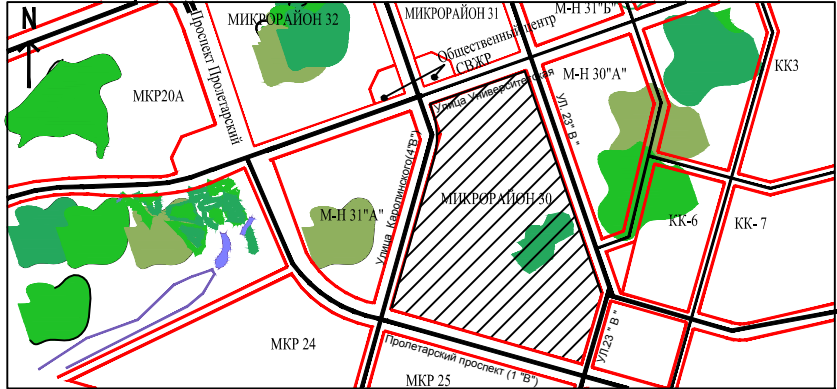 N
МИКРОРАЙОН 32
МИКРОРАЙОН 31
М-Н 31"Б"
Проспект Пролетарский
Общественный центр
СВЖР
МКР20А
Улица Университетская
М-Н 30"А"
КК3
УЛ. 23" В "
Улица Каролинского(4"В")
М-Н 31"А"
МИКРОРАЙОН 30
КК-6
КК- 7
МКР 24
Пролетарский проспект (1 "В")
УЛ.23 " В "
МКР 25